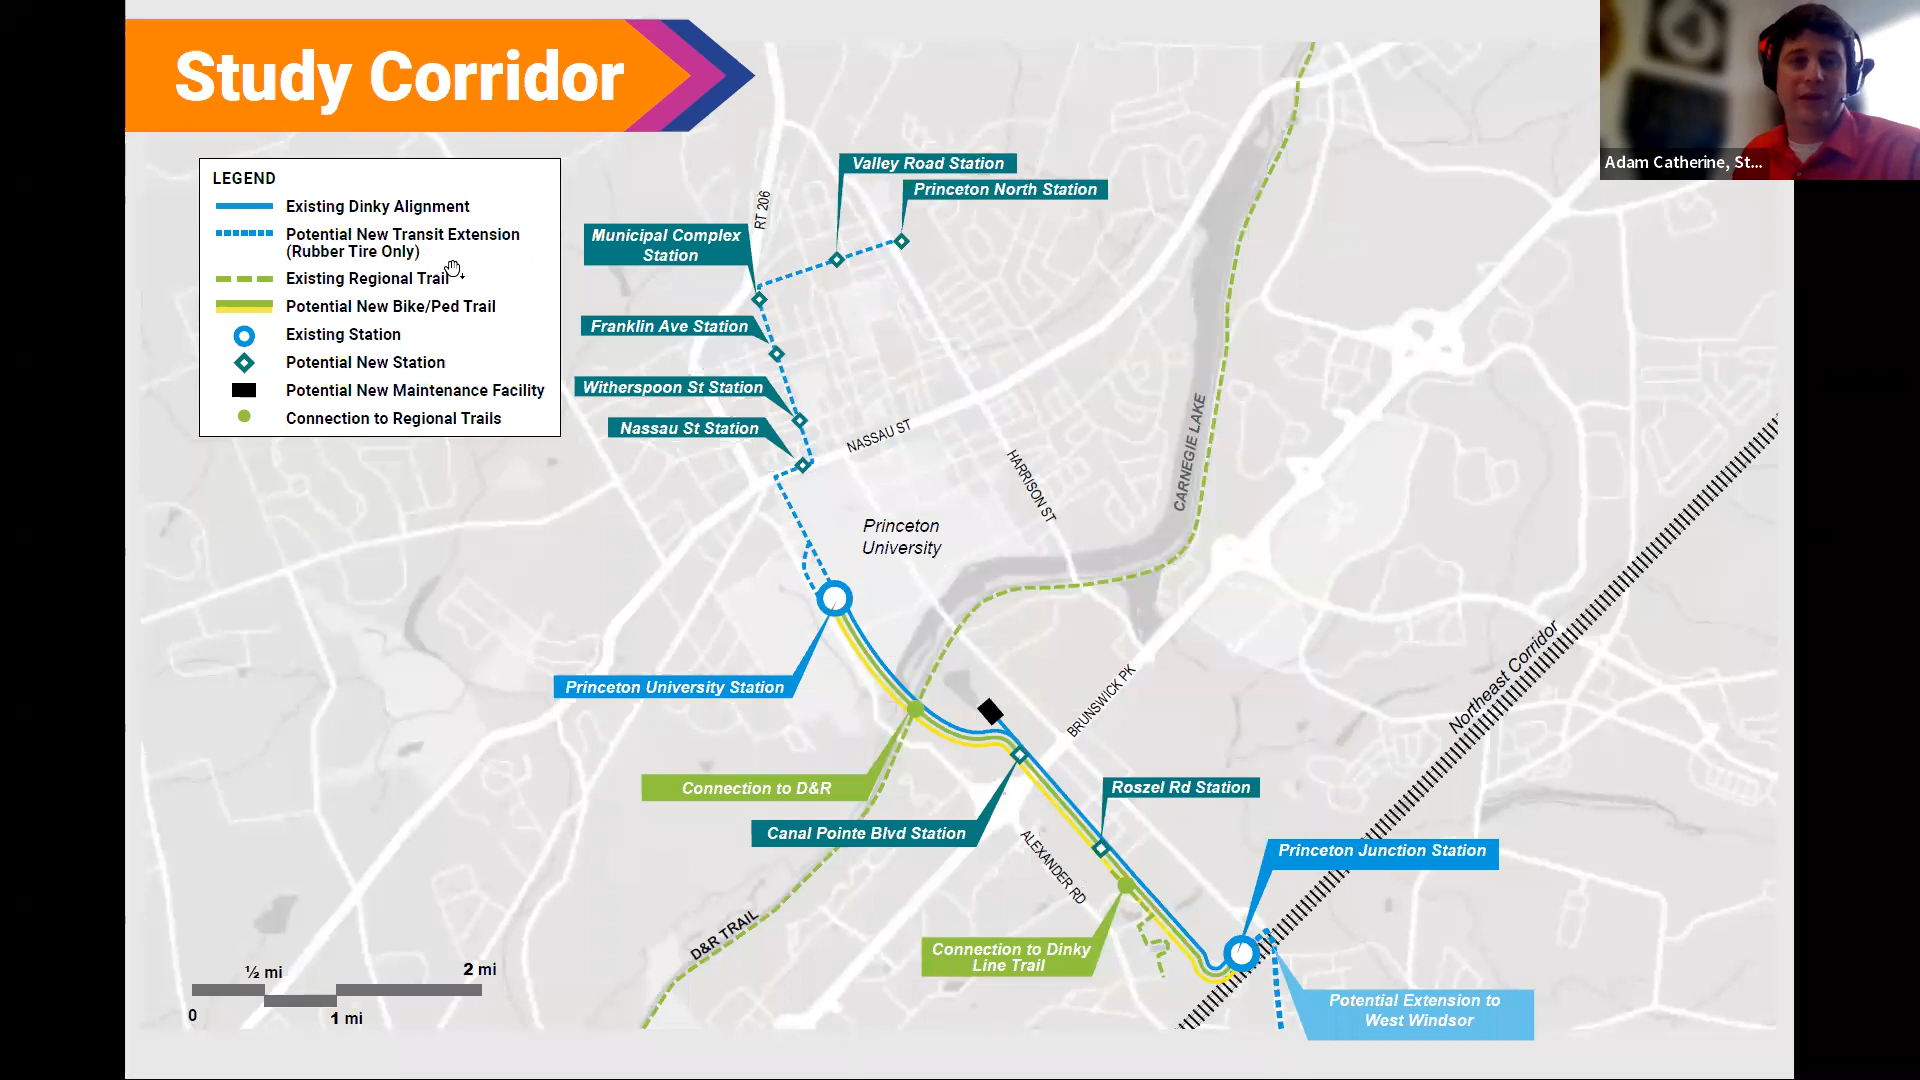 Study Corridor
Adam Catherine, St...
LEGEND
Existing Dinky Alignment
Potential New Transit Extension
(Rubber Tire Only)
Existing Regional Trail
Potential New Bike/Ped Trail
Existing Station
Potential New Station
Potential New Maintenance Facility
Connection to Regional Trails
Valley Road Station
Princeton North Station
RT 206
Municipal Complex
Station
Franklin Ave Station
Witherspoon St Station
Nassau St Station
NASSAU ST
HARRISON ST
CARNEGIE LAKE
Princeton
University
Princeton University Station
Northeast Corridor
BRUNSWICK PK
Connection to D&R
Roszel Rd Station
Canal Pointe Blvd Station
ALEXANDER RD
Princeton Junction Station
D&R TRAIL
Connection to Dinky
Line Trail
Potential Extension to
West Windsor
½ mi
2 mi
0
1 mi